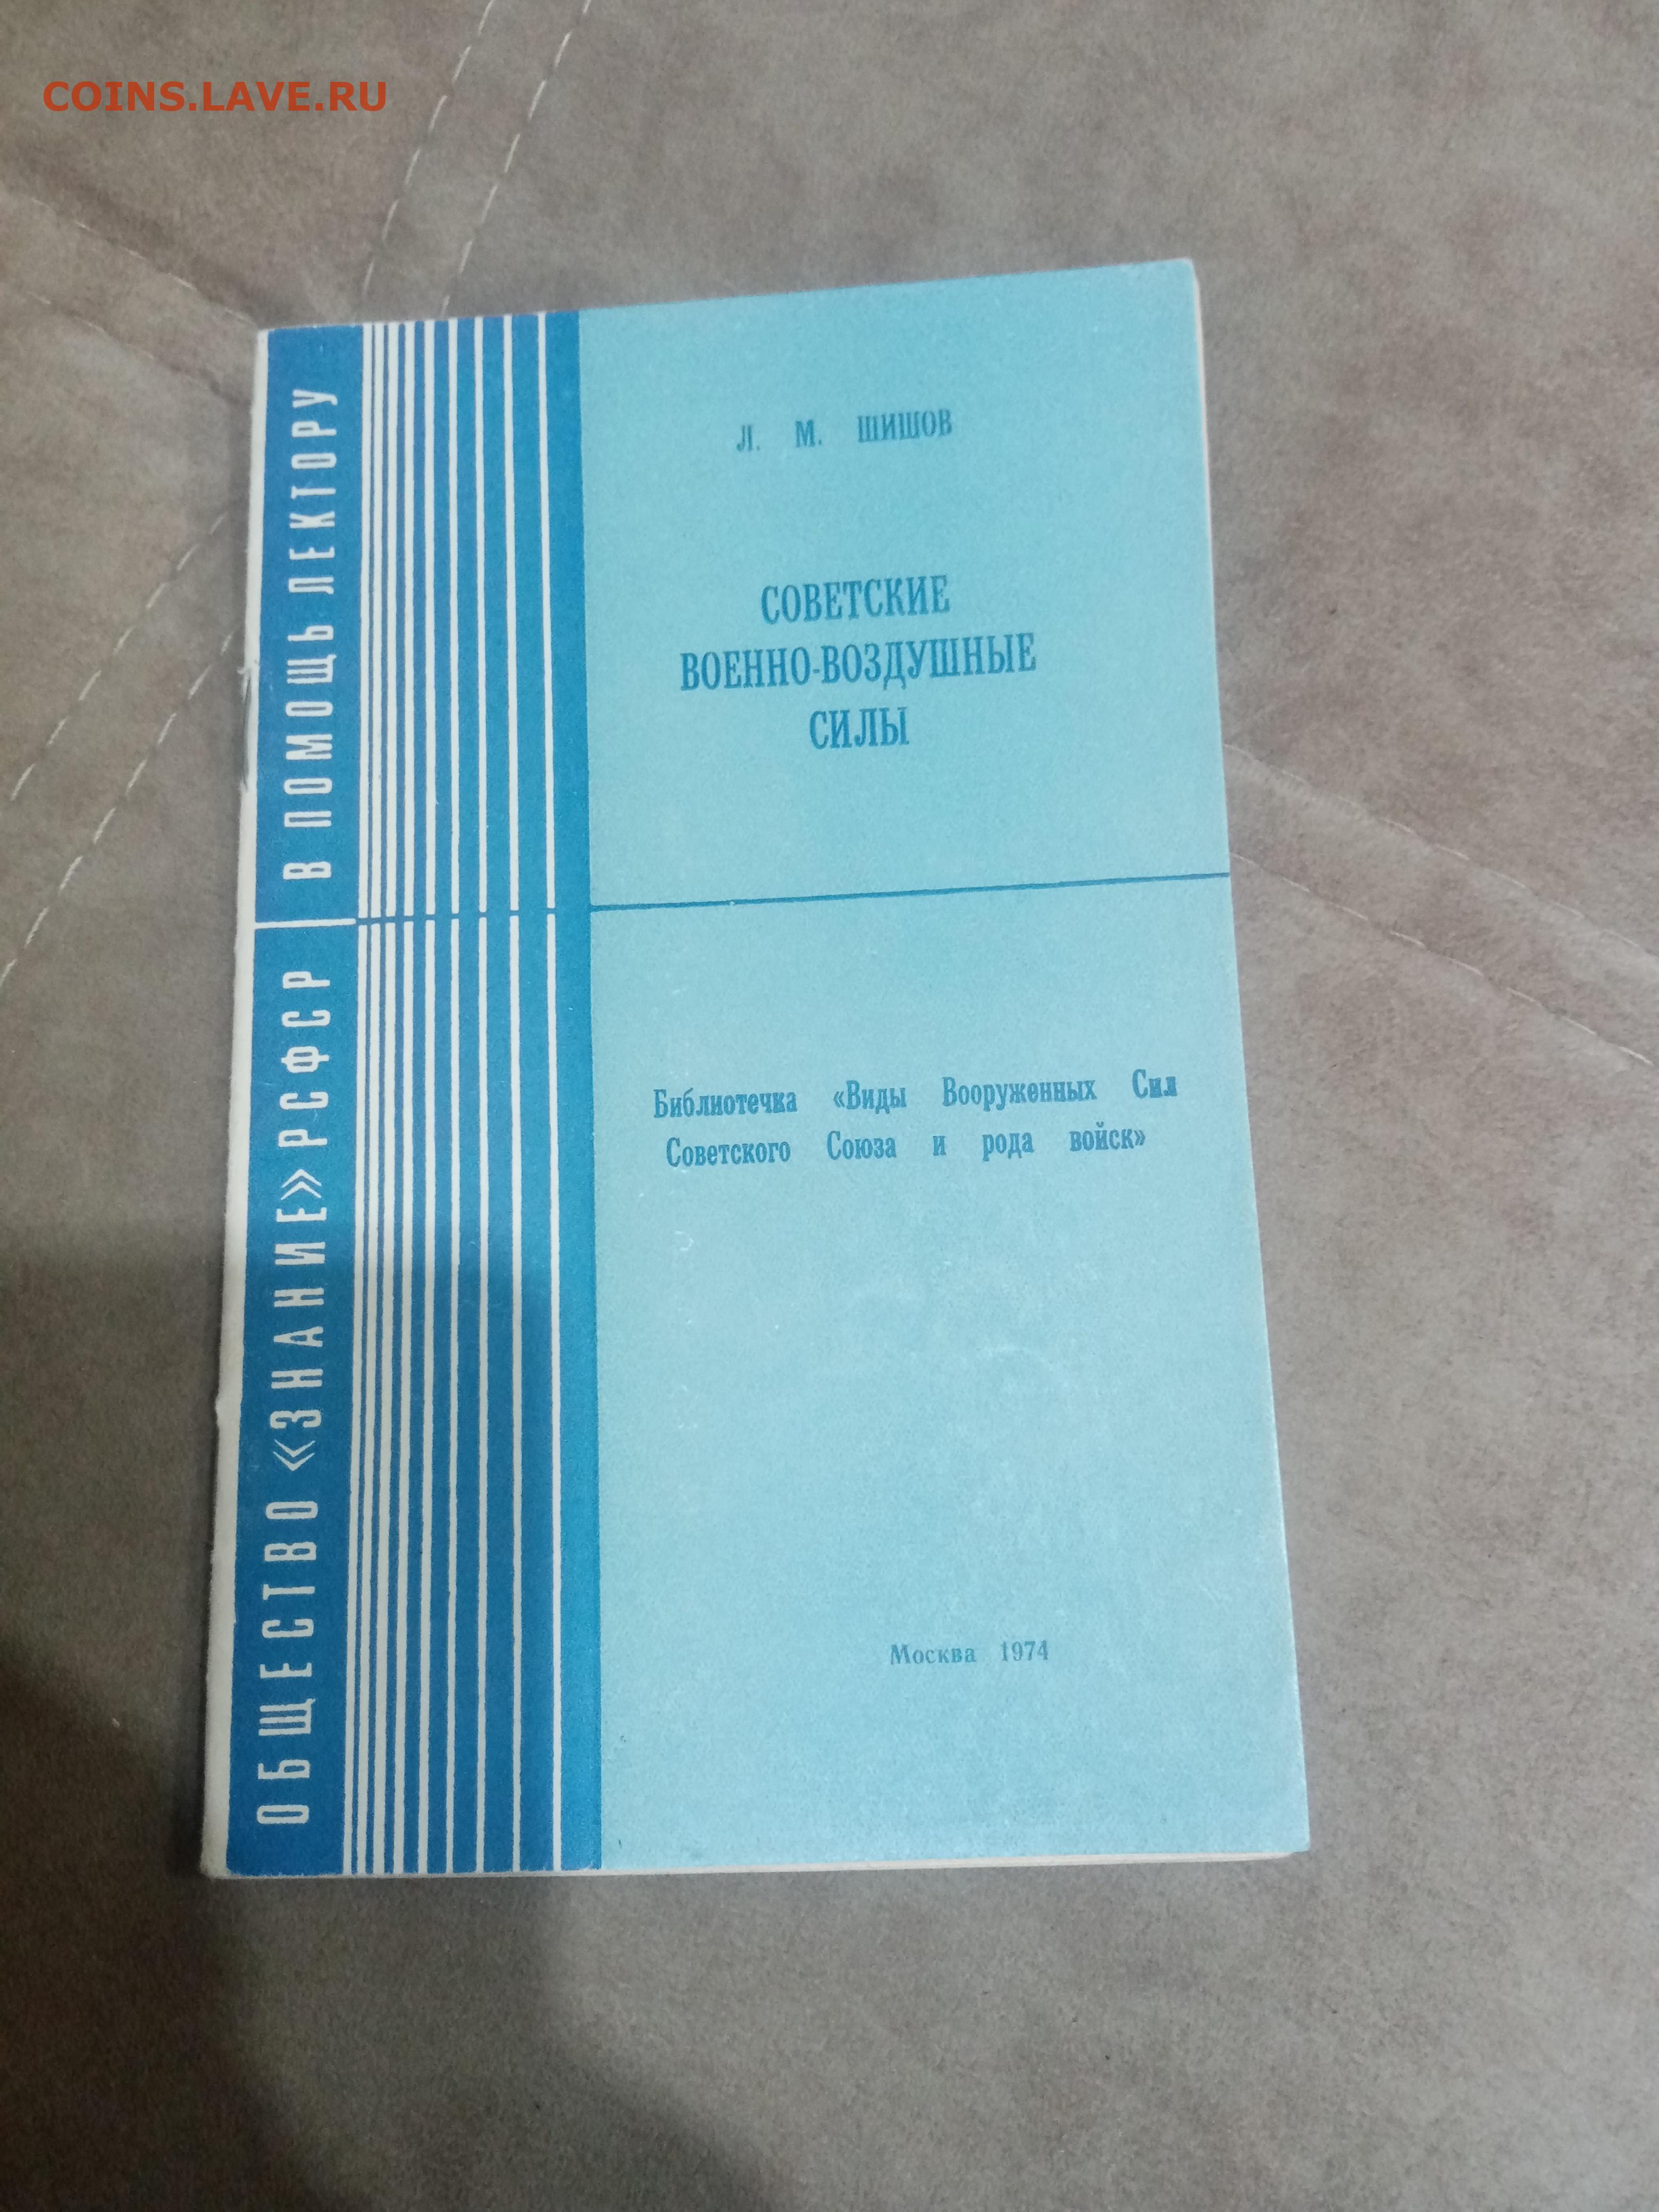 COINS.LAVE.RU
Л. М. ШИШОВ
СОВЕТСКИЕ
ВОЕННО-ВОЗДУШНЫЕ
СИЛЫ
Библиотечка «Виды Вооруженных Сил
Советского Союза и рода войск»
Москва 1974
ОБЩЕСТВО «ЗНАНИЕ» РСФСР
В ПОМОЩЬ ЛЕКТОРУ